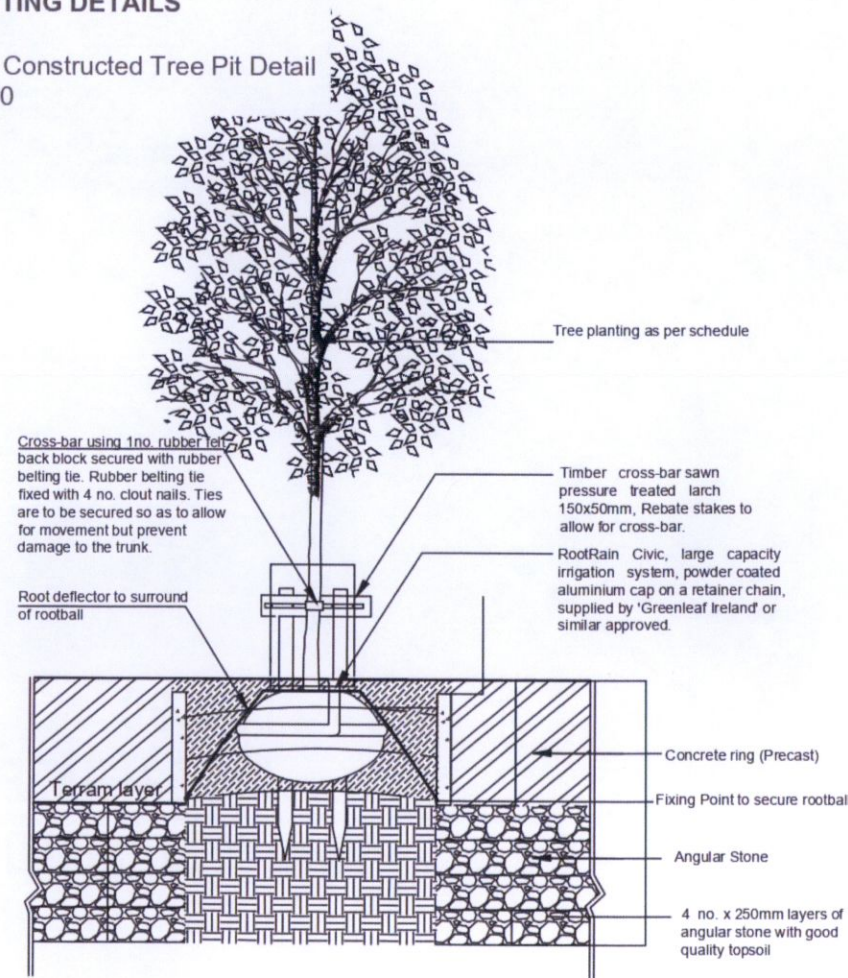 TING DETAILS
Constructed Tree Pit Detail
0
Tree planting as per schedule
Cross-bar using 1no. rubber felt
back block secured with rubber
belting tie. Rubber belting tie
fixed with 4 no. clout nails. Ties
are to be secured so as to allow
for movement but prevent
damage to the trunk.
Timber cross-bar sawn
pressure treated larch
150x50mm, Rebate stakes to
allow for cross-bar.
RootRain Civic, large capacity
irrigation system, powder coated
aluminium cap on a retainer chain,
supplied by 'Greenleaf Ireland' or
similar approved.
Root deflector to surround
of rootball
Concrete ring (Precast)
Terram layer
Fixing Point to secure rootbal
Angular Stone
4 no. x 250mm layers of
angular stone with good
quality topsoil